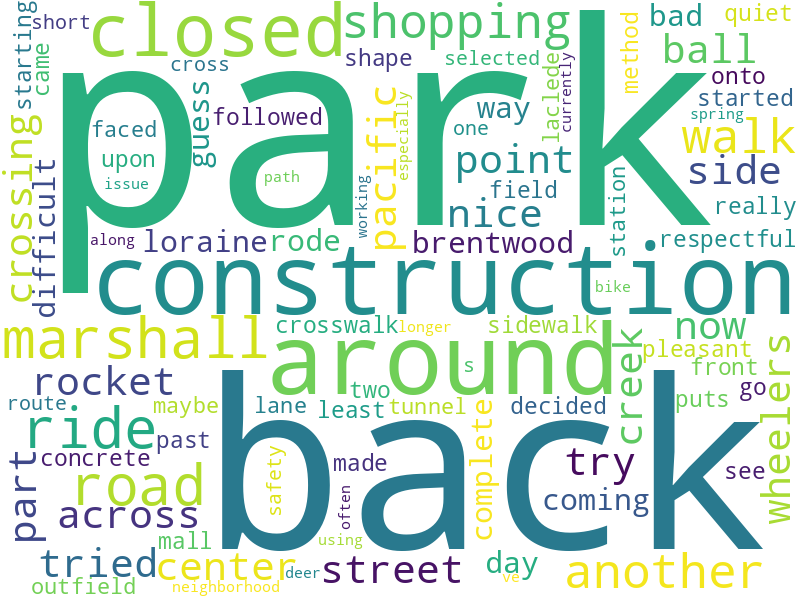 short
closed
shopping
bad
quiet
starting
came
cross
shape
selected
method
ball
park
guess
followed
pacific
especially
way
laclede
currently
onto
started
spring
faced
upon
issue
path
one
point
walk
side
crossing
difficult
field
nice
station
really
along
loraine
rode
working
brentwood
respectful
construction
bike
marshall
crosswalk
longer
sidewalk
now
pleasant
around
s
creek
front
wheelers
rocket
two
puts
go
route
ride
maybe
lane
least
tunnel
decided
past
back
part
concrete
road
safety
made
complete
try
see
across
often
coming
mall
using
tried
center
street
day
another
outfield
neighborhood
deer
ve